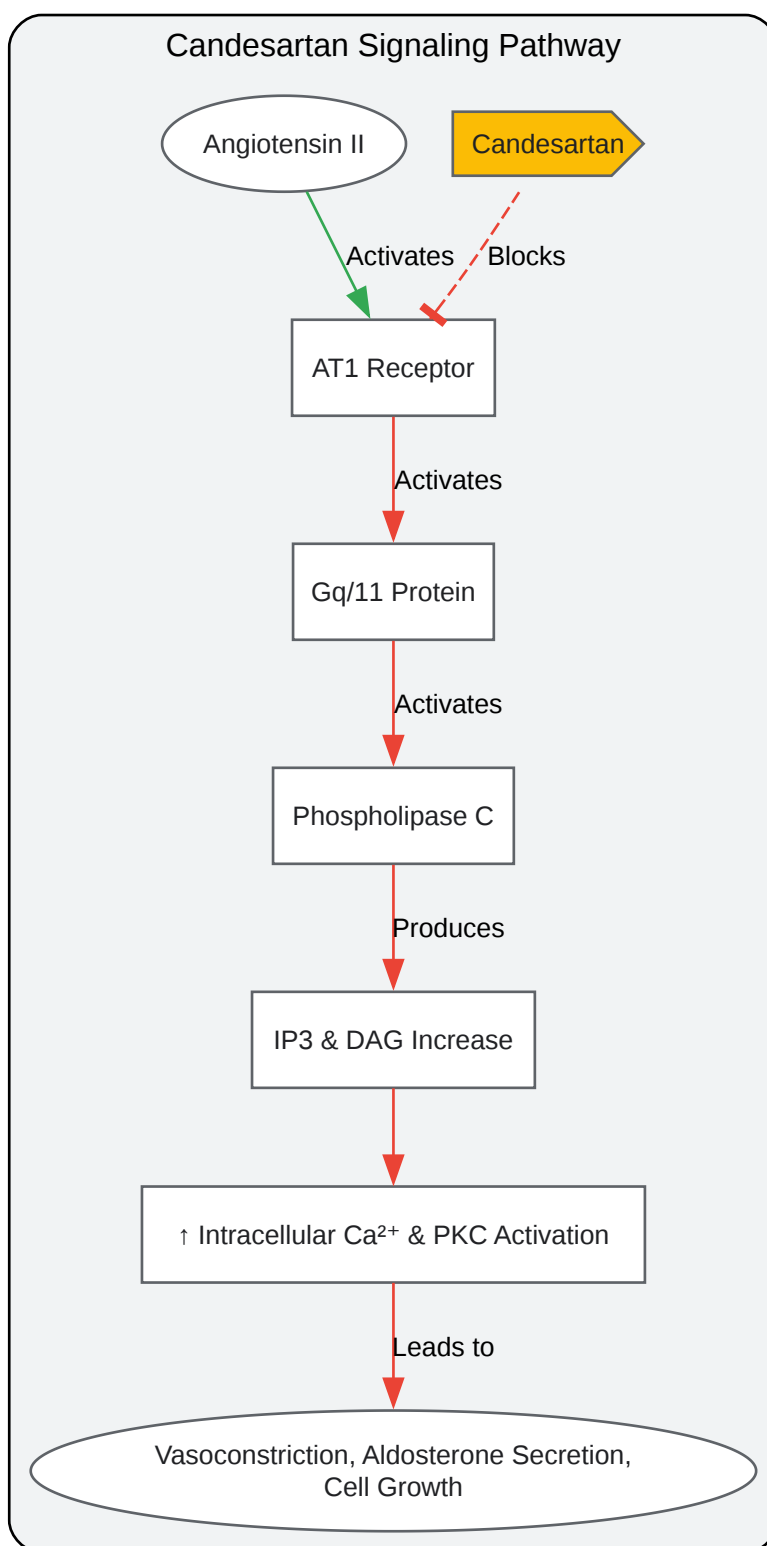 Candesartan Signaling Pathway
Angiotensin II
Candesartan
Activates
Blocks
AT1 Receptor
Activates
Gq/11 Protein
Activates
Phospholipase C
Produces
IP3 & DAG Increase
↑ Intracellular Ca²⁺ & PKC Activation
Leads to
Vasoconstriction, Aldosterone Secretion,
Cell Growth